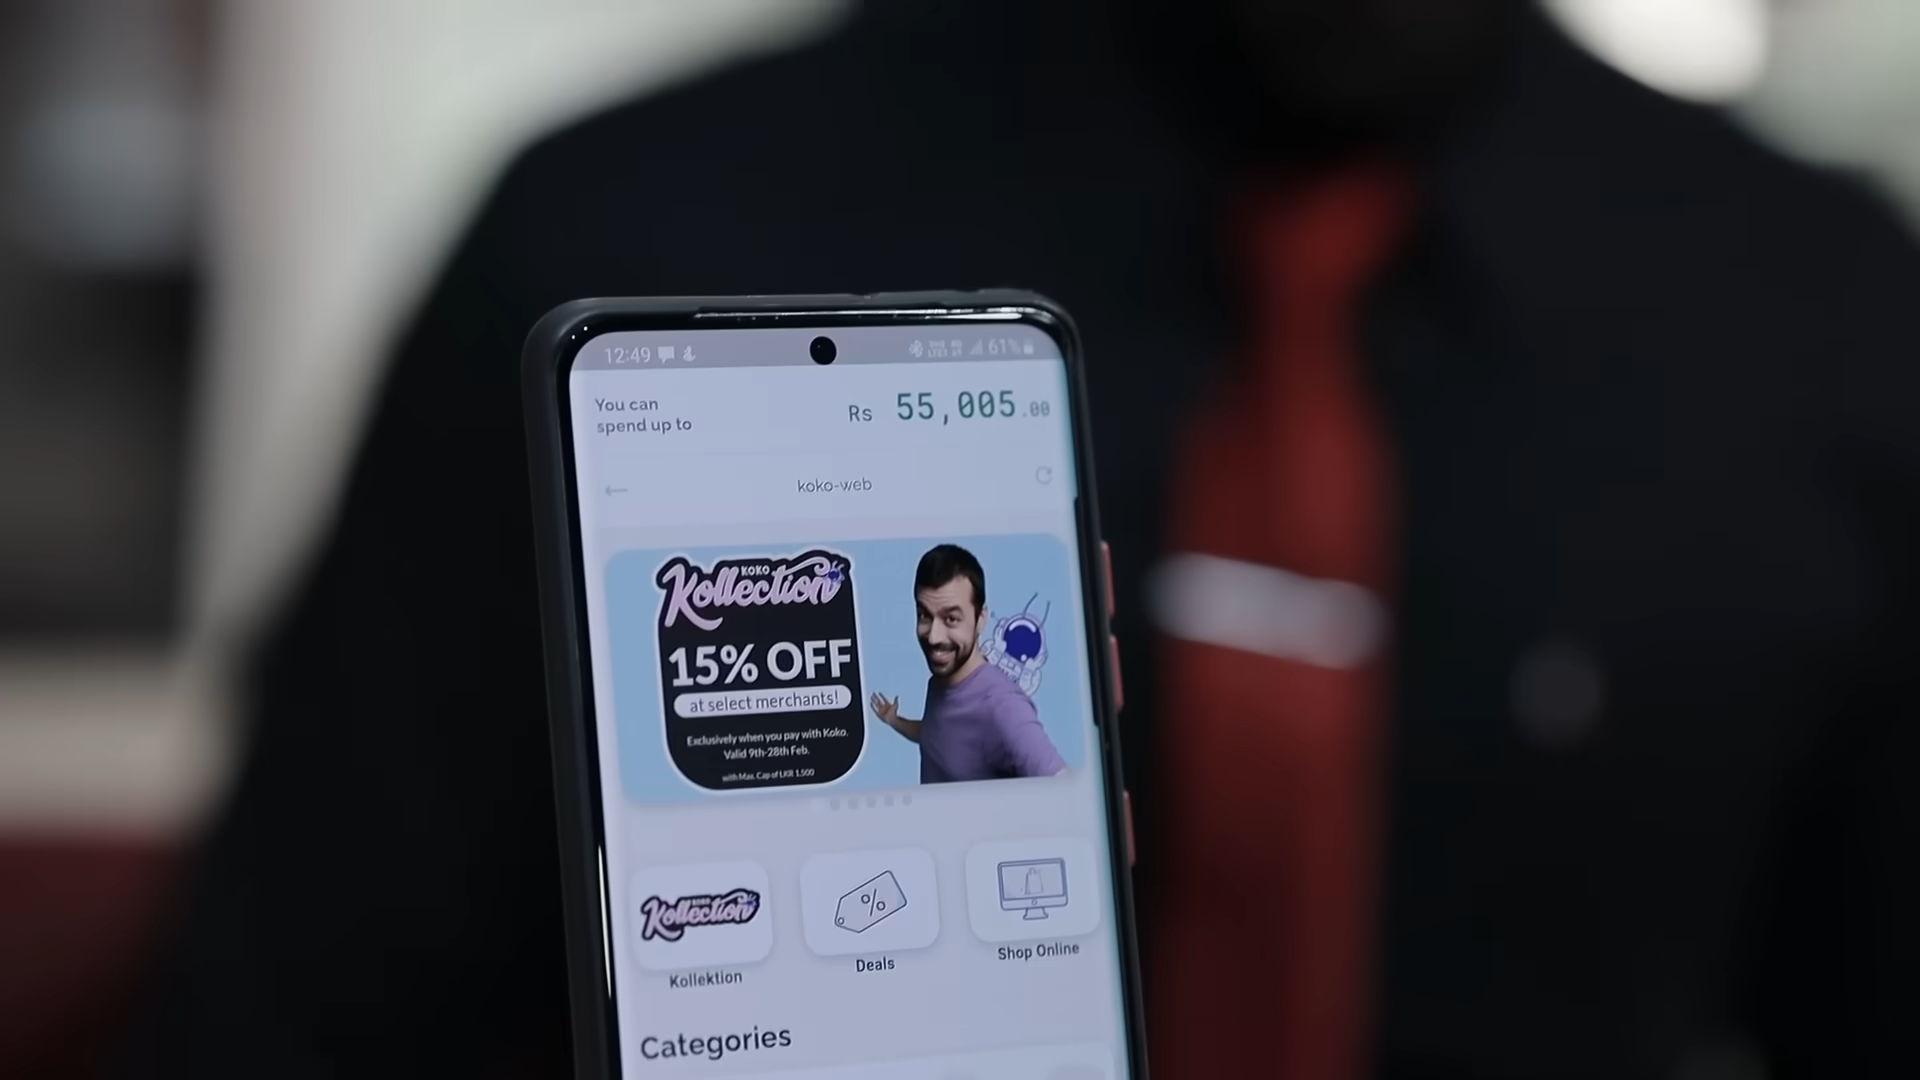 12:49
61%
You can
spend up to
Rs 55,005.00
koko-web
KOKO
Kollection
15% OFF
at select merchants!
Exclusively when you pay with Koko.
Valid 9th-28th Feb.
with Max. Cap of LKR 1,500
Kollection
%
Kollektion
Deals
Shop Online
Categories